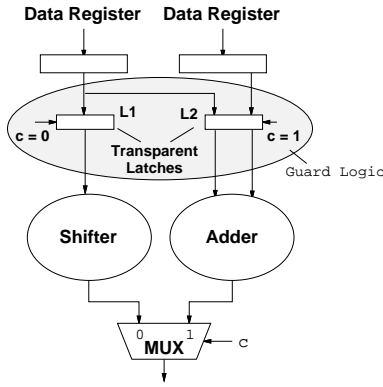 Data Register Data Register
L1 L2
c = 0 c = 1
Transparent
Latches
Guard Logic
Shifter Adder
0 1
MUX C